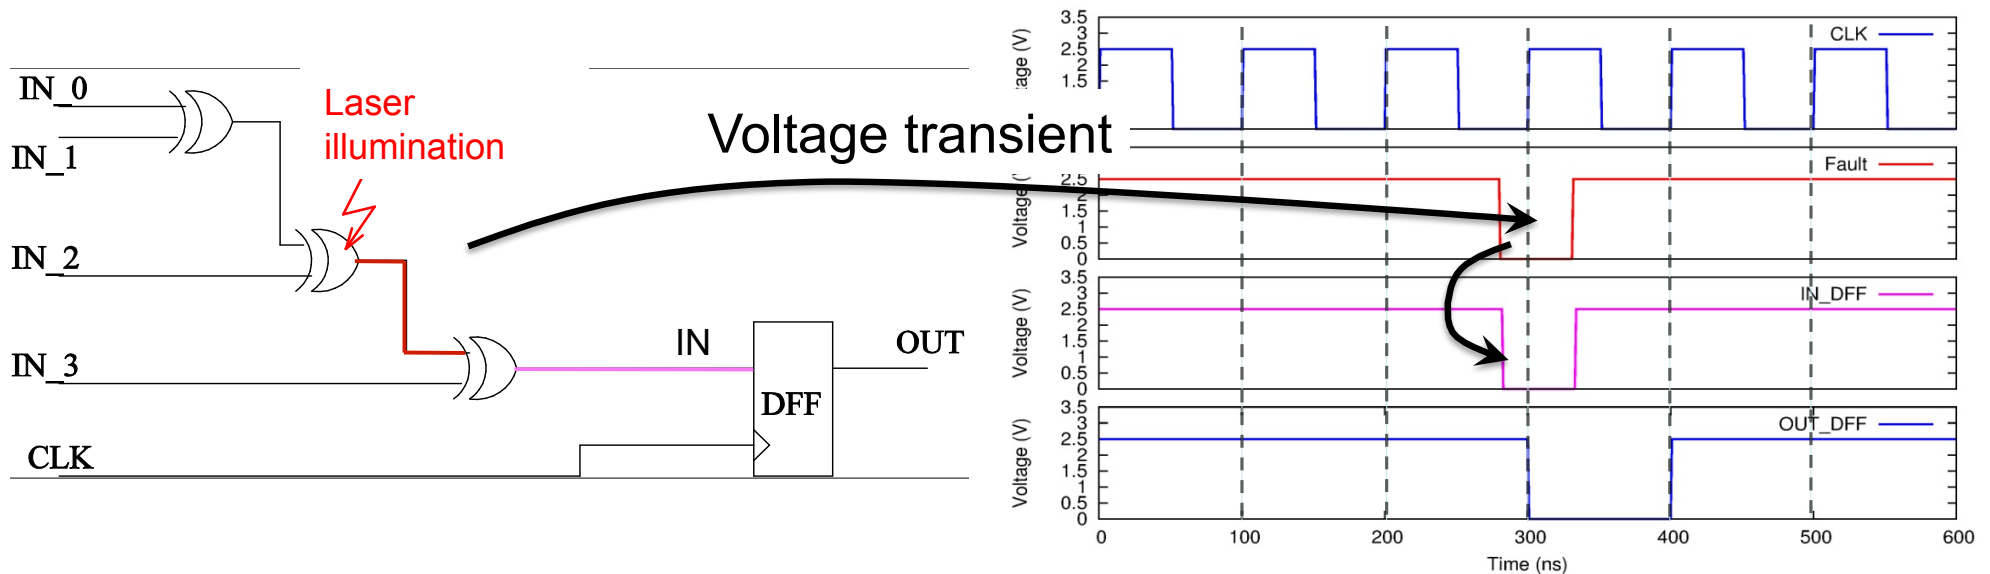 IN_0
IN_1
Laser
illumination
IN_2
IN_3
CLK
IN
DFF
OUT
Voltage transient
3.5
3
2.5
2
1.5
age (V)
CLK
2.5
2
1.5
1
0.5
0
Voltage (
Fault
3.5
3
2.5
2
1.5
1
0.5
0
Voltage (V)
IN_DFF
3.5
3
2.5
2
1.5
1
0.5
0
Voltage (V)
OUT_DFF
0 100 200 300 400 500 600
Time (ns)